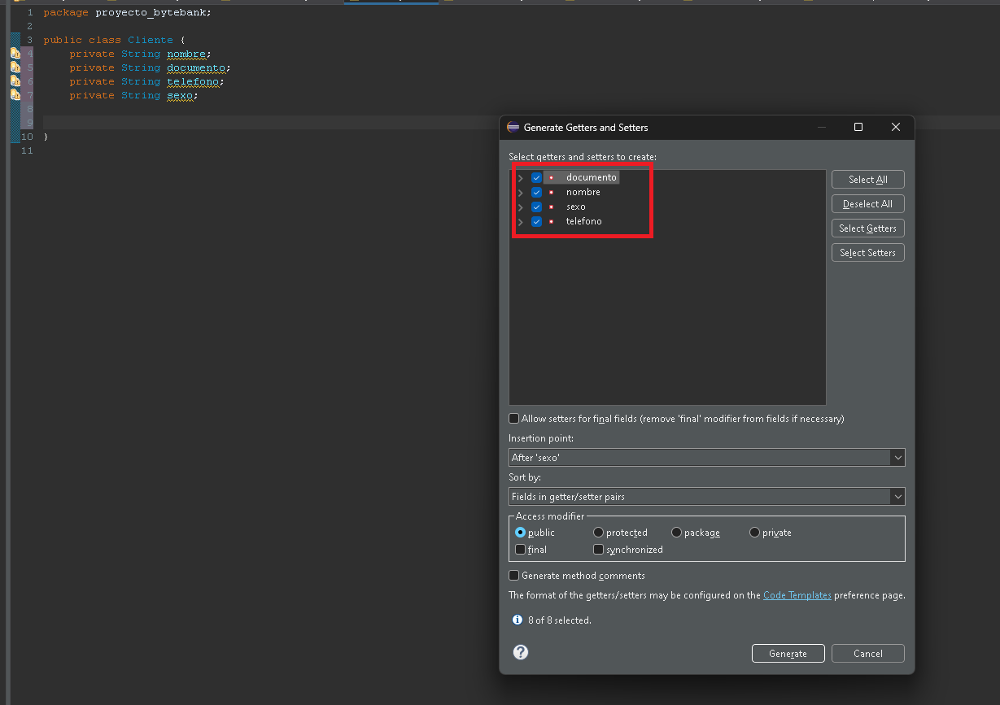 1 package proyecto_bytebank;
2
3 public class Cliente {
4 private String nombre;
5 private String documento;
6 private String telefono;
7 private String sexo;
8
9
10 }
11
Generate Getters and Setters
Select getters and setters to create:
documento
nombre
sexo
telefono
Select All
Deselect All
Select Getters
Select Setters
Allow setters for final fields (remove 'final' modifier from fields if necessary)
Insertion point:
After 'sexo'
Sort by:
Fields in getter/setter pairs
Access modifier
public protected package private
final synchronized
Generate method comments
The format of the getters/setters may be configured on the Code Templates preference page.
8 of 8 selected.
Generate Cancel